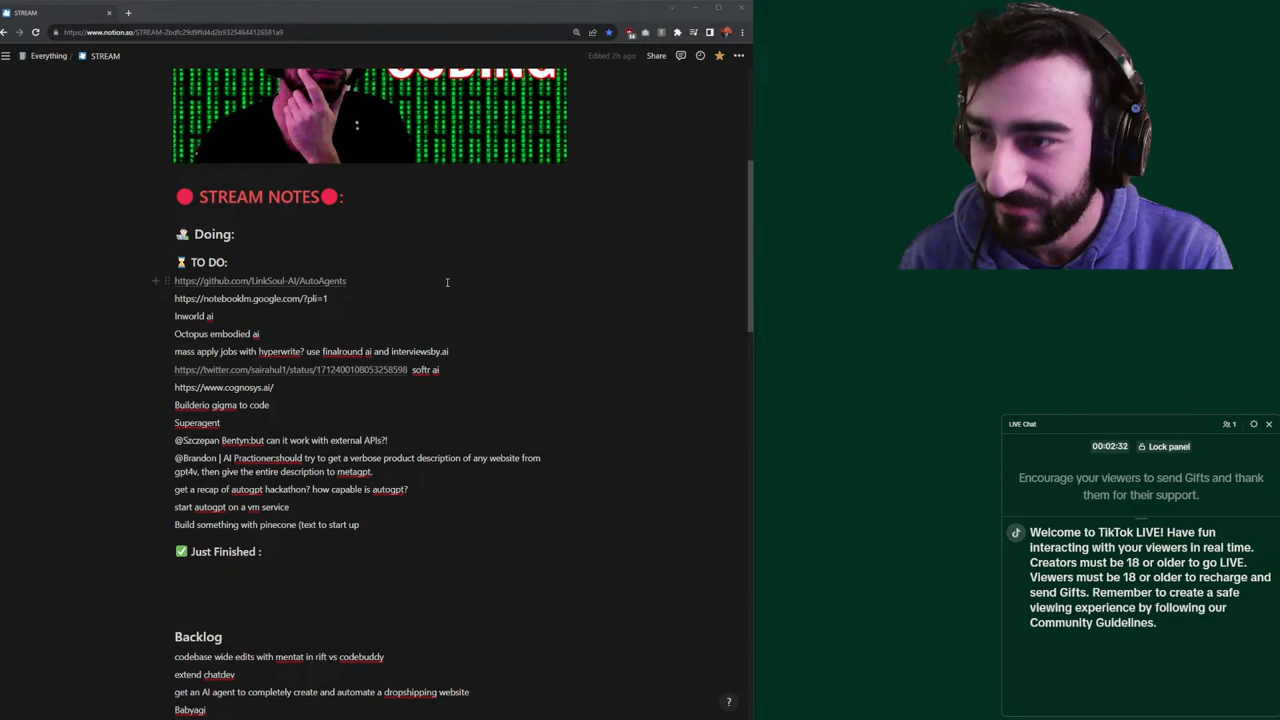 STREAM
https://www.notion.so/STREAM-2bdfc29d9ffd4d2b93254644126581a9
14
Everything / STREAM
Edited 2h ago
Share
CODING
STREAM NOTES :
Doing:
TO DO:
https://github.com/LinkSoul-AI/AutoAgents
https://notebooklm.google.com/?pli=1
Inworld ai
Octopus embodied ai
mass apply jobs with hyperwrite? use finalround ai and interviewsby.ai
https://twitter.com/sairahul1/status/1712400108053258598 softr ai
https://www.cognosys.ai/
Builderio gigma to code
Superagent
@Szczepan Bentyn:but can it work with external APIs?!
@Brandon | AI Practioner:should try to get a verbose product description of any website from
gpt4v, then give the entire description to metagpt.
get a recap of autogpt hackathon? how capable is autogpt?
start autogpt on a vm service
Build something with pinecone (text to start up
Just Finished :
Backlog
codebase wide edits with mentat in rift vs codebuddy
extend chatdev
get an AI agent to completely create and automate a dropshipping website
Babyagi
?
LIVE Chat
1
00:02:32
Lock panel
Encourage your viewers to send Gifts and thank
them for their support.
Welcome to TikTok LIVE! Have fun
interacting with your viewers in real time.
Creators must be 18 or older to go LIVE.
Viewers must be 18 or older to recharge and
send Gifts. Remember to create a safe
viewing experience by following our
Community Guidelines.